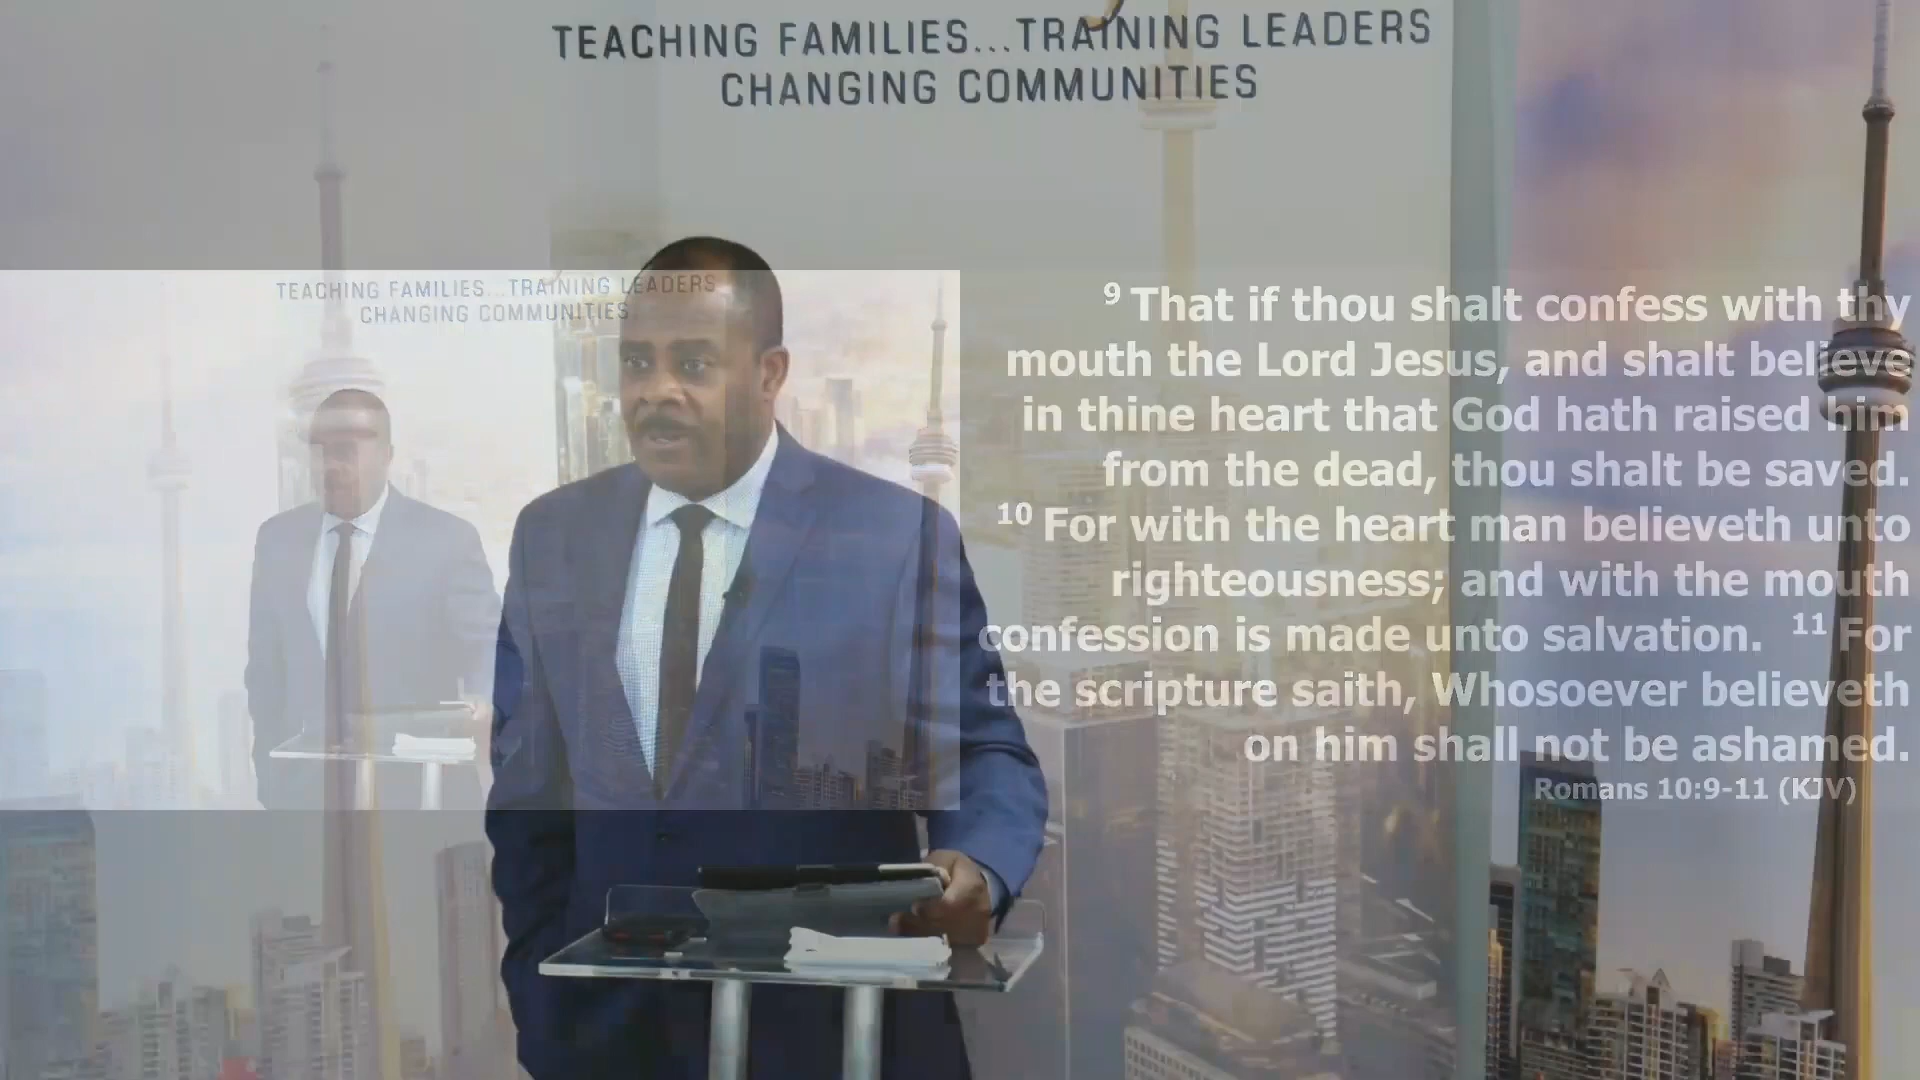 TEACHING FAMILIES...TRAINING LEADERS
CHANGING COMMUNITIES
TEACHING FAMILIES...TRAINING LEADERS
CHANGING COMMUNITIES
9 That if thou shalt confess with thy
mouth the Lord Jesus, and shalt believe
in thine heart that God hath raised him
from the dead, thou shalt be saved.
10 For with the heart man believeth unto
righteousness; and with the mouth
confession is made unto salvation. 11 For
the scripture saith, Whosoever believeth
on him shall not be ashamed.
Romans 10:9-11 (KJV)